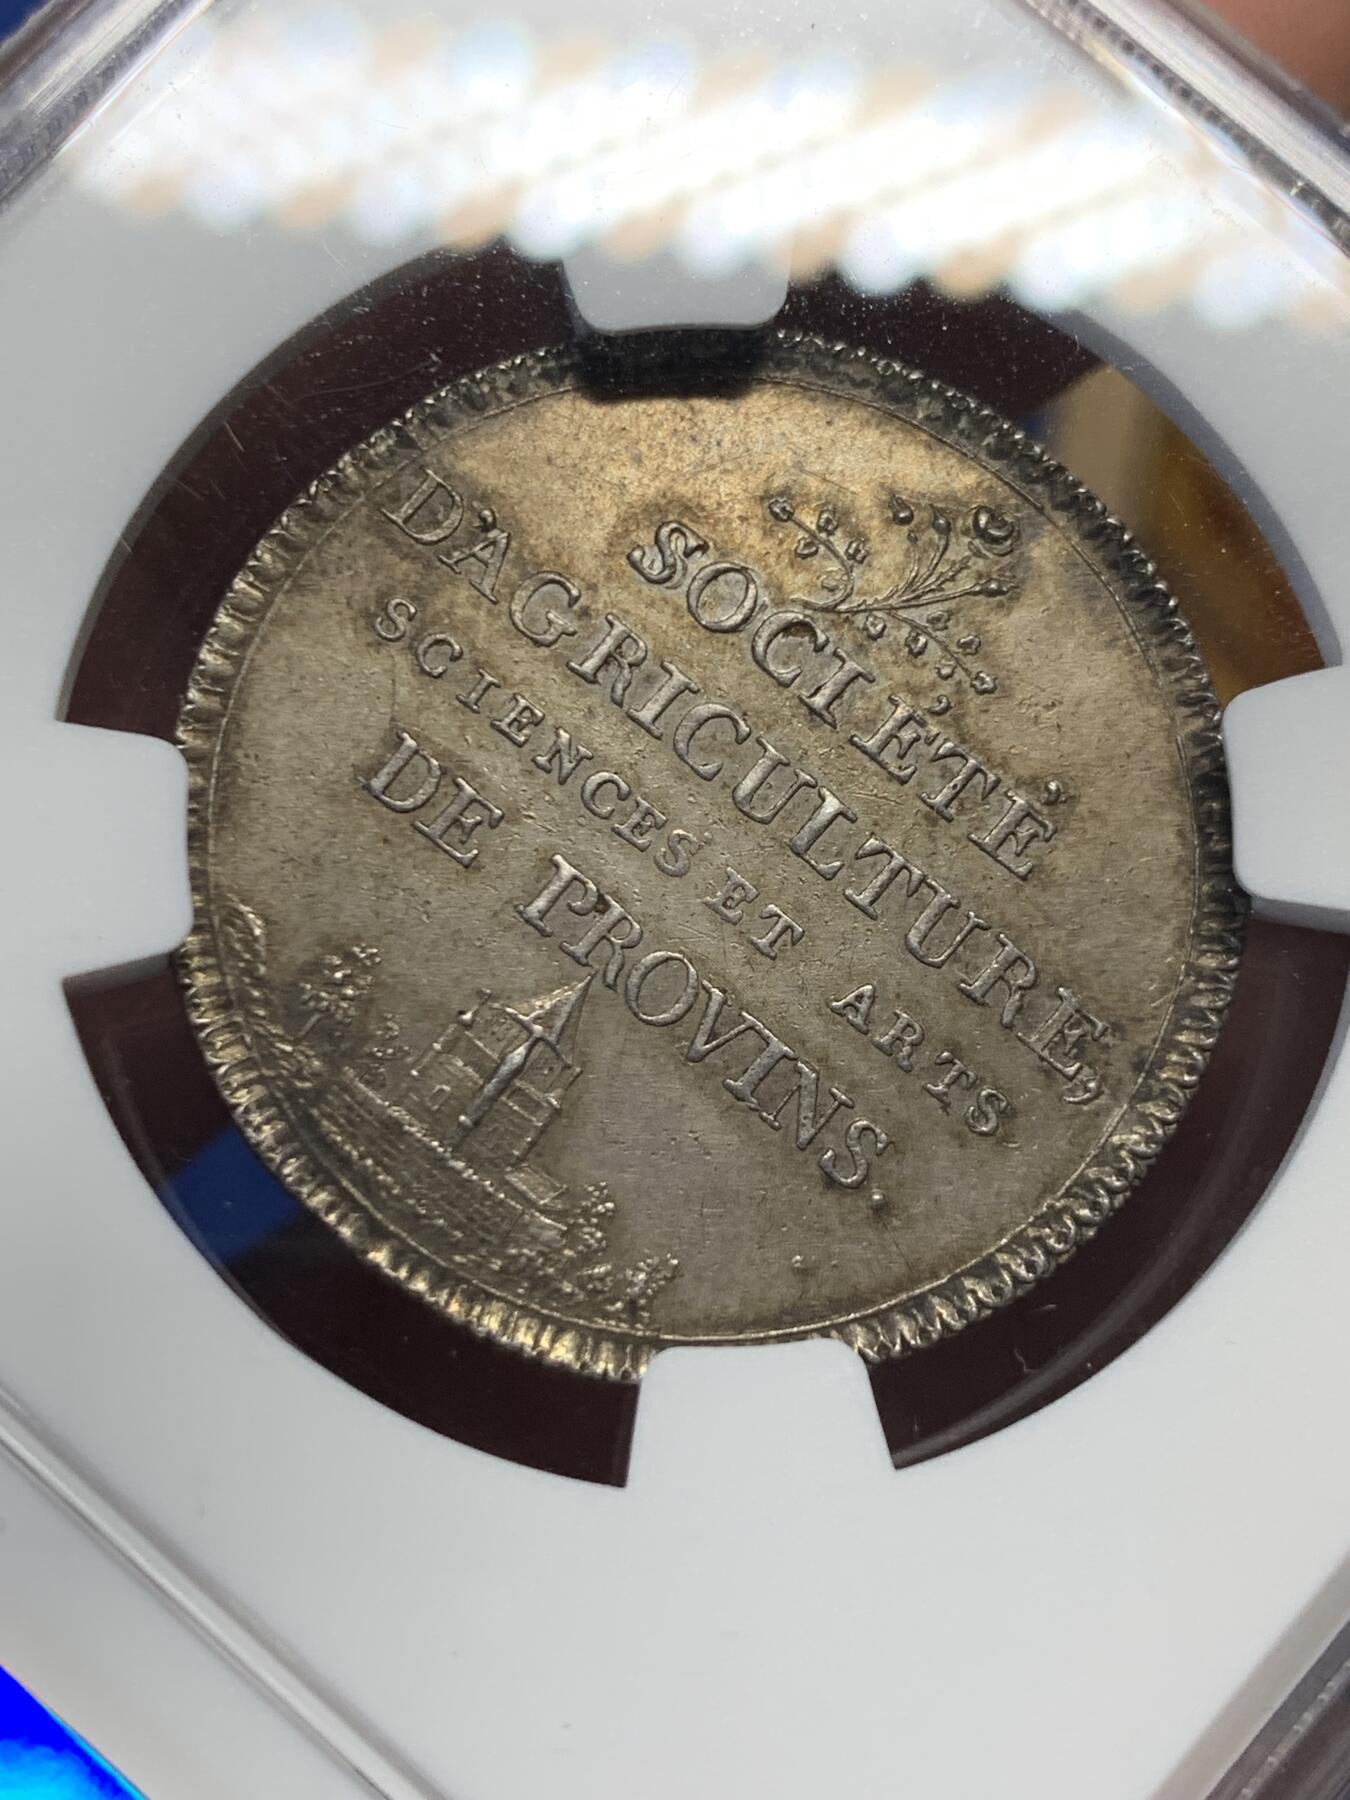 SOCIÉTÉ
D'AGRICULTURE,
SCIENCES ET ARTS
DE PROVINS.